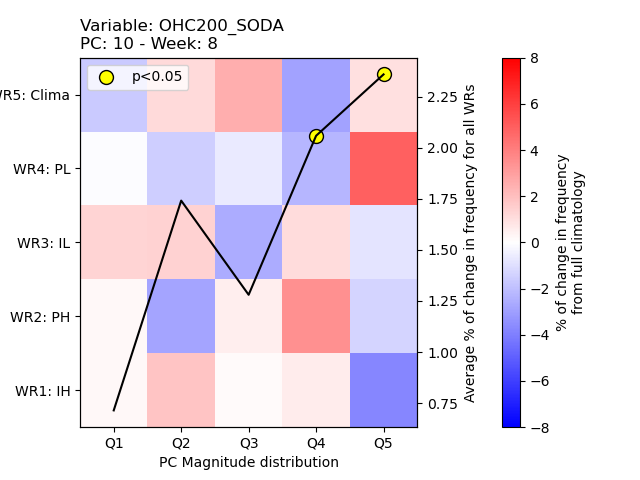 Variable: OHC200_SODA
PC: 10 - Week: 8
p<0.05
WR5: Clima
WR4: PL
WR3: IL
WR2: PH
WR1: IH
Q1 Q2 Q3 Q4 Q5
PC Magnitude distribution
2.25
2.00
1.75
1.50
1.25
1.00
0.75
Average % of change in frequency for all WRs
8
6
4
2
0
−2
−4
−6
−8
% of change in frequency
from full climatology